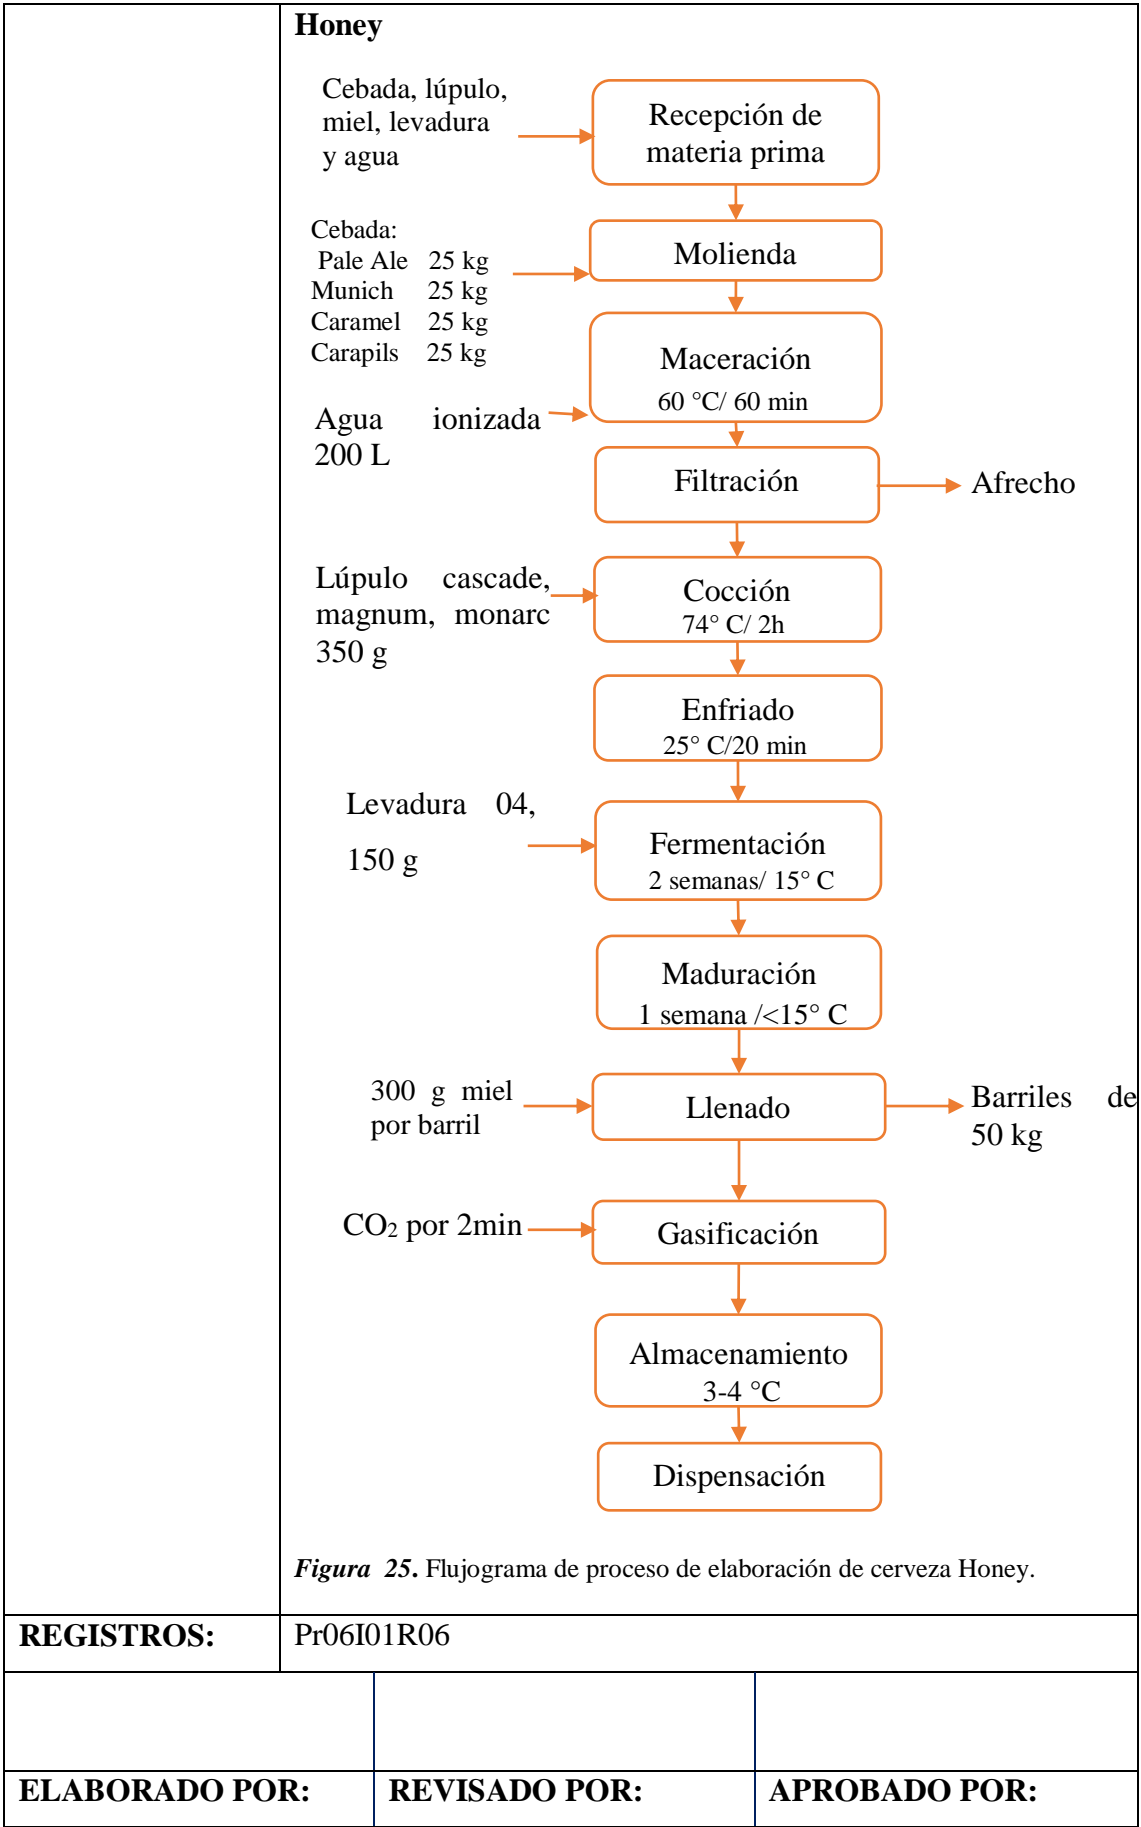 Honey
Cebada, lúpulo,
miel, levadura
y agua
Recepción de
materia prima
Cebada:
Pale Ale 25 kg
Munich 25 kg
Caramel 25 kg
Carapils 25 kg
Molienda
Maceración
60 °C/ 60 min
Agua ionizada
200 L
Filtración
Afrecho
Lúpulo cascade,
magnum, monarc
350 g
Cocción
74° C/ 2h
Enfriado
25° C/20 min
Levadura 04,
150 g
Fermentación
2 semanas/ 15° C
Maduración
1 semana /<15° C
300 g miel
por barril
Llenado
Barriles de
50 kg
CO2 por 2min
Gasificación
Almacenamiento
3-4 °C
Dispensación
Figura 25. Flujograma de proceso de elaboración de cerveza Honey.
REGISTROS: Pr06I01R06
ELABORADO POR: REVISADO POR: APROBADO POR: